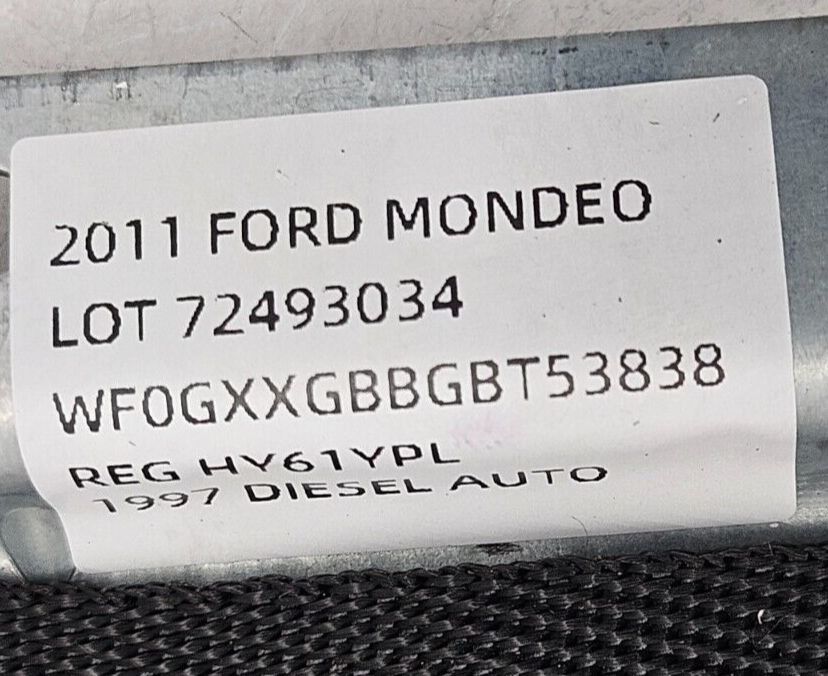 2011 FORD MONDEO
LOT 72493034
WF0GXXGBBGBT53838
REG HY61YPL
1997 DIESEL AUTO